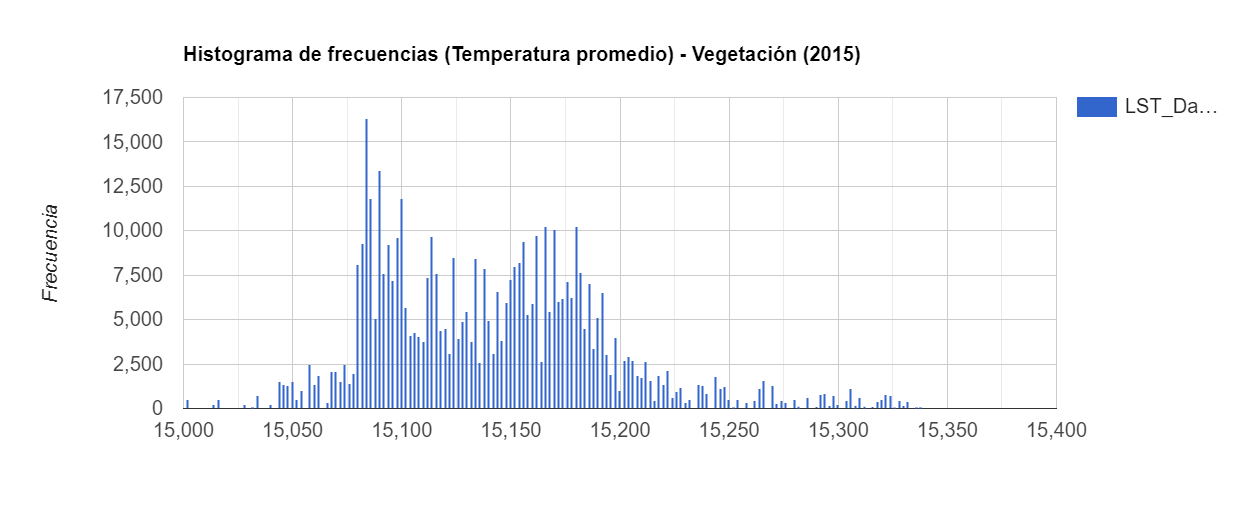 Histograma de frecuencias (Temperatura promedio) - Vegetación (2015)
LST_Da…
Frecuencia
17,500
15,000
12,500
10,000
7,500
5,000
2,500
0
15,000 15,050 15,100 15,150 15,200 15,250 15,300 15,350 15,400